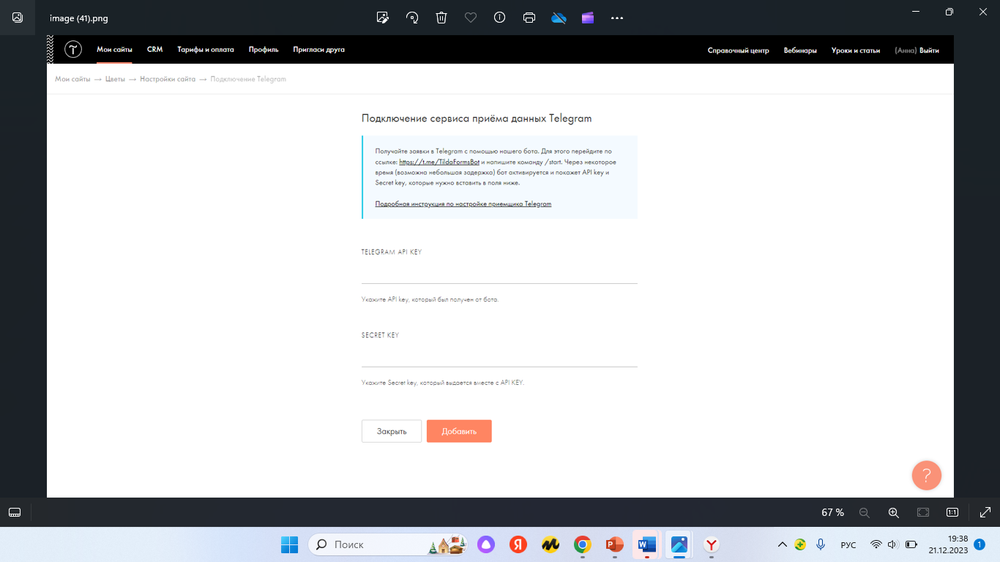 image (41).png
Мои сайты CRM Тарифы и оплата Профиль Пригласи друга Справочный центр Вебинары Уроки и статьи (Анна) Выйти
Мои сайты → Цветы → Настройки сайта → Подключение Telegram
Подключение сервиса приёма данных Telegram
Получайте заявки в Telegram с помощью нашего бота. Для этого перейдите по
ссылке: https://t.me/TildaFormsBot и напишите команду /start. Через некоторое
время (возможна небольшая задержка) бот активируется и покажет API key и
Secret key, которые нужно вставить в поля ниже.
Подробная инструкция по настройке приемщика Telegram
TELEGRAM API KEY
Укажите API key, который был получен от бота.
SECRET KEY
Укажите Secret key, который выдается вместе с API KEY.
Закрыть Добавить
?
67 % 1:1
Поиск
Я
РУС
19:38
21.12.2023
1